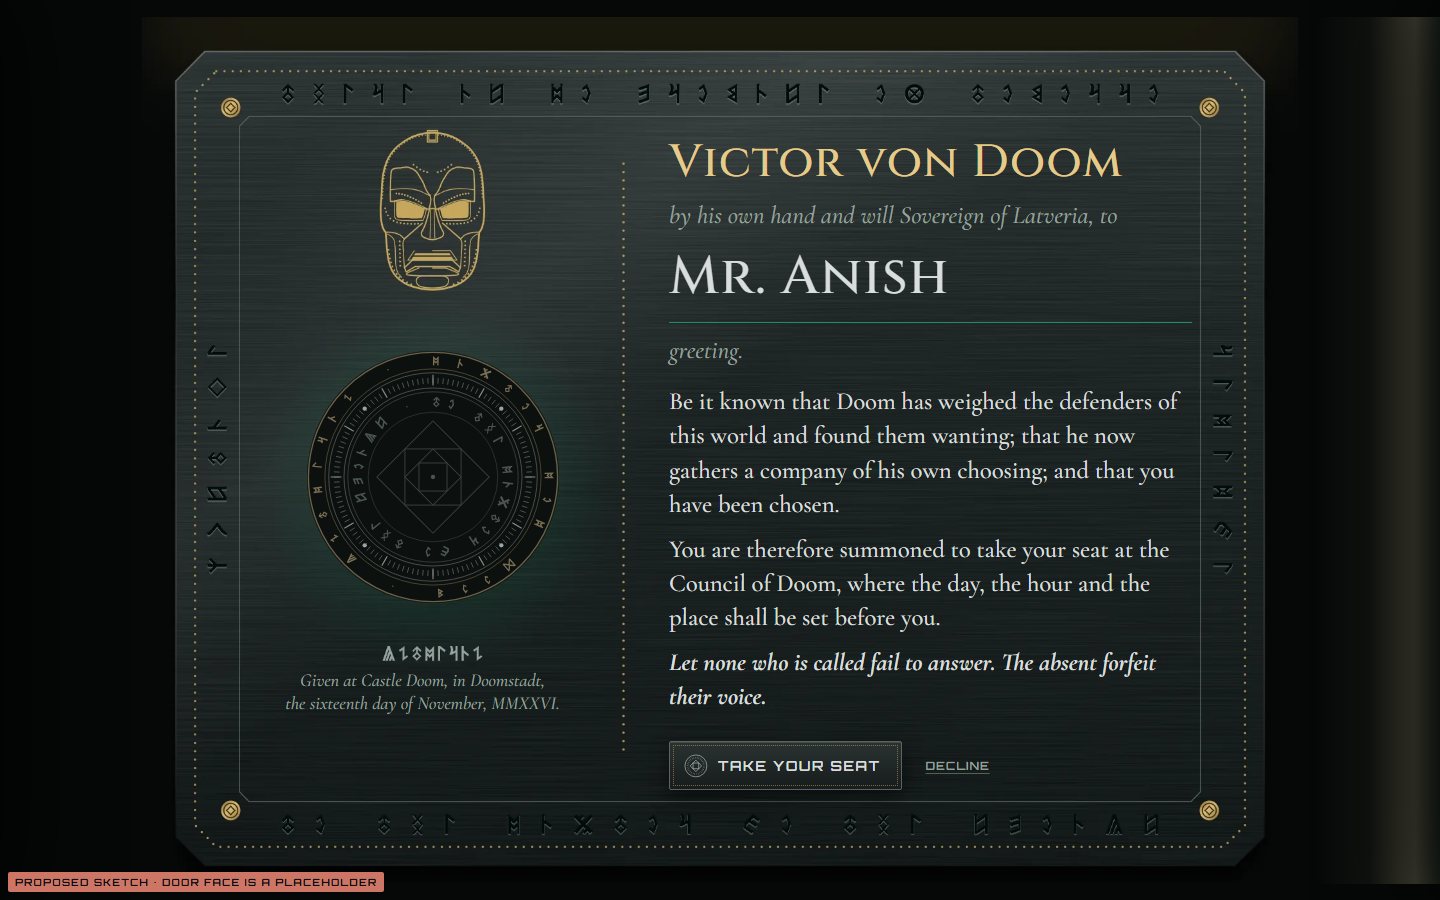 VICTOR VON DOOM
by his own hand and will Sovereign of Latveria, to
MR. ANISH
greeting.
Be it known that Doom has weighed the defenders of
this world and found them wanting; that he now
gathers a company of his own choosing; and that you
have been chosen.
You are therefore summoned to take your seat at the
Council of Doom, where the day, the hour and the
place shall be set before you.
Let none who is called fail to answer. The absent forfeit
their voice.
TAKE YOUR SEAT
DECLINE
Given at Castle Doom, in Doomstadt,
the sixteenth day of November, MMXXVI.
PROPOSED SKETCH · DOOR FACE IS A PLACEHOLDER